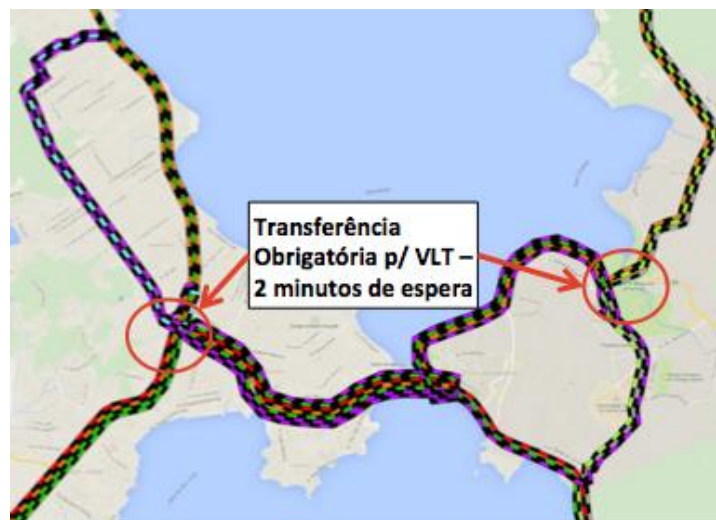 Transferência
Obrigatória p/ VLT –
2 minutos de espera